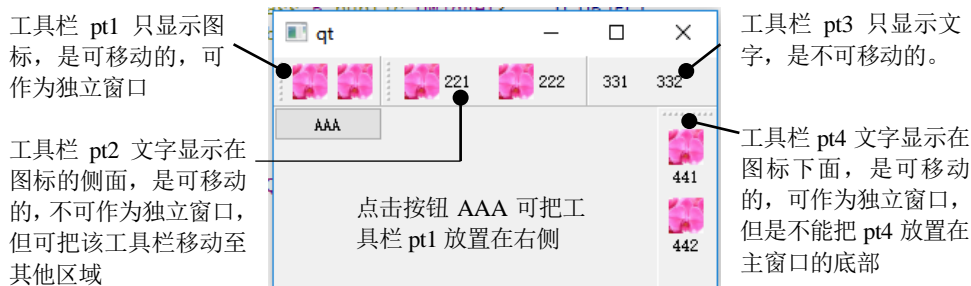 工具栏 pt1 只显示图
标，是可移动的，可
作为独立窗口
工具栏 pt2 文字显示在
图标的侧面，是可移动
的，不可作为独立窗口，
但可把该工具栏移动至
其他区域
qt
221
222
331
332
AAA
441
442
点击按钮 AAA 可把工
具栏 pt1 放置在右侧
工具栏 pt3 只显示文
字，是不可移动的。
工具栏 pt4 文字显示在
图标下面，是可移动
的，可作为独立窗口，
但是不能把 pt4 放置在
主窗口的底部